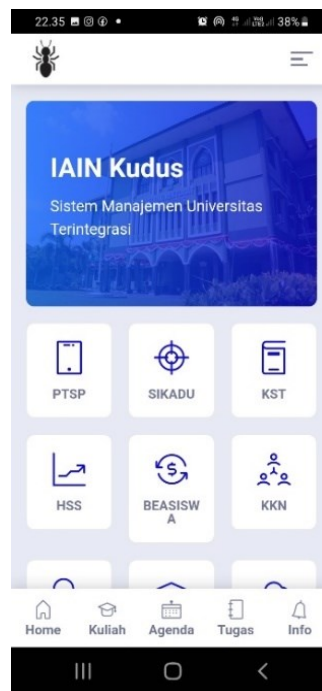 22.35
38%
IAIN Kudus
Sistem Manajemen Universitas
Terintegrasi
PTSP
SIKADU
KST
HSS
BEASISW
A
KKN
Home
Kuliah
Agenda
Tugas
Info